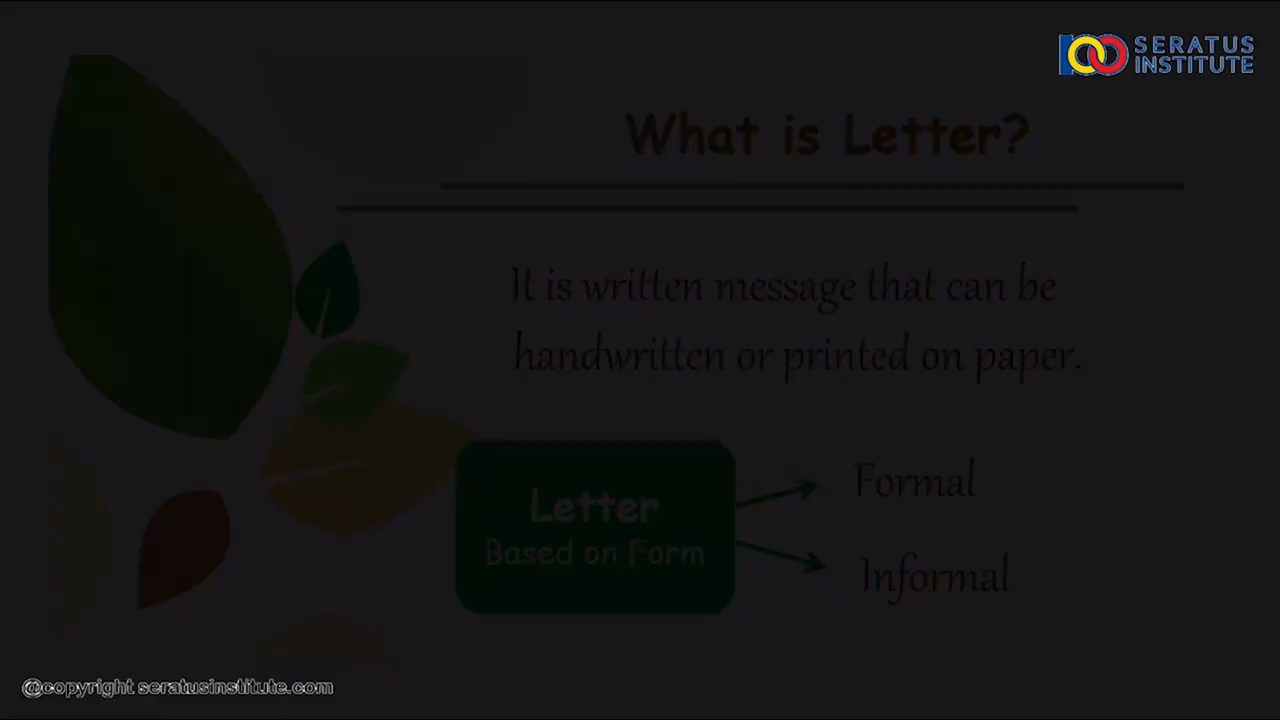 SERATUS
INSTITUTE
What is Letter?
It is written message that can be
handwritten or printed on paper.
Letter
Based on Form
Formal
Informal
@copyright seratusinstitute.com